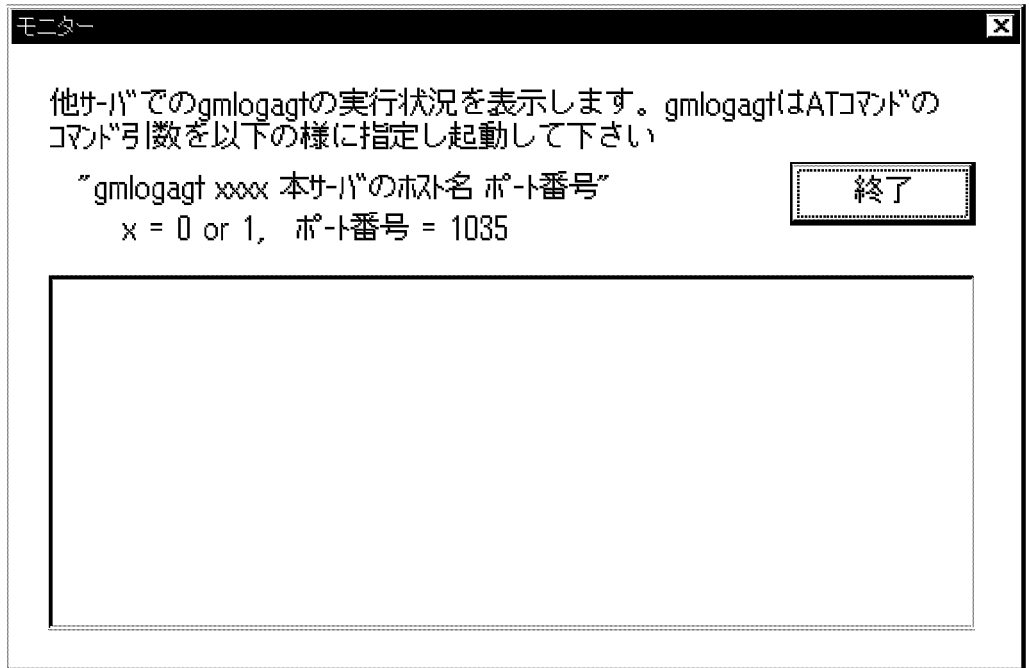 モニター
他ｻｰﾊﾞでのgmlogagtの実行状況を表示します。gmlogagtはATｺﾏﾝﾄﾞの
ｺﾏﾝﾄﾞ引数を以下の様に指定し起動して下さい
"gmlogagt xxxx 本ｻｰﾊﾞのﾎｽﾄ名 ﾎﾟｰﾄ番号"
x = 0 or 1,   ﾎﾟｰﾄ番号 = 1035
終了